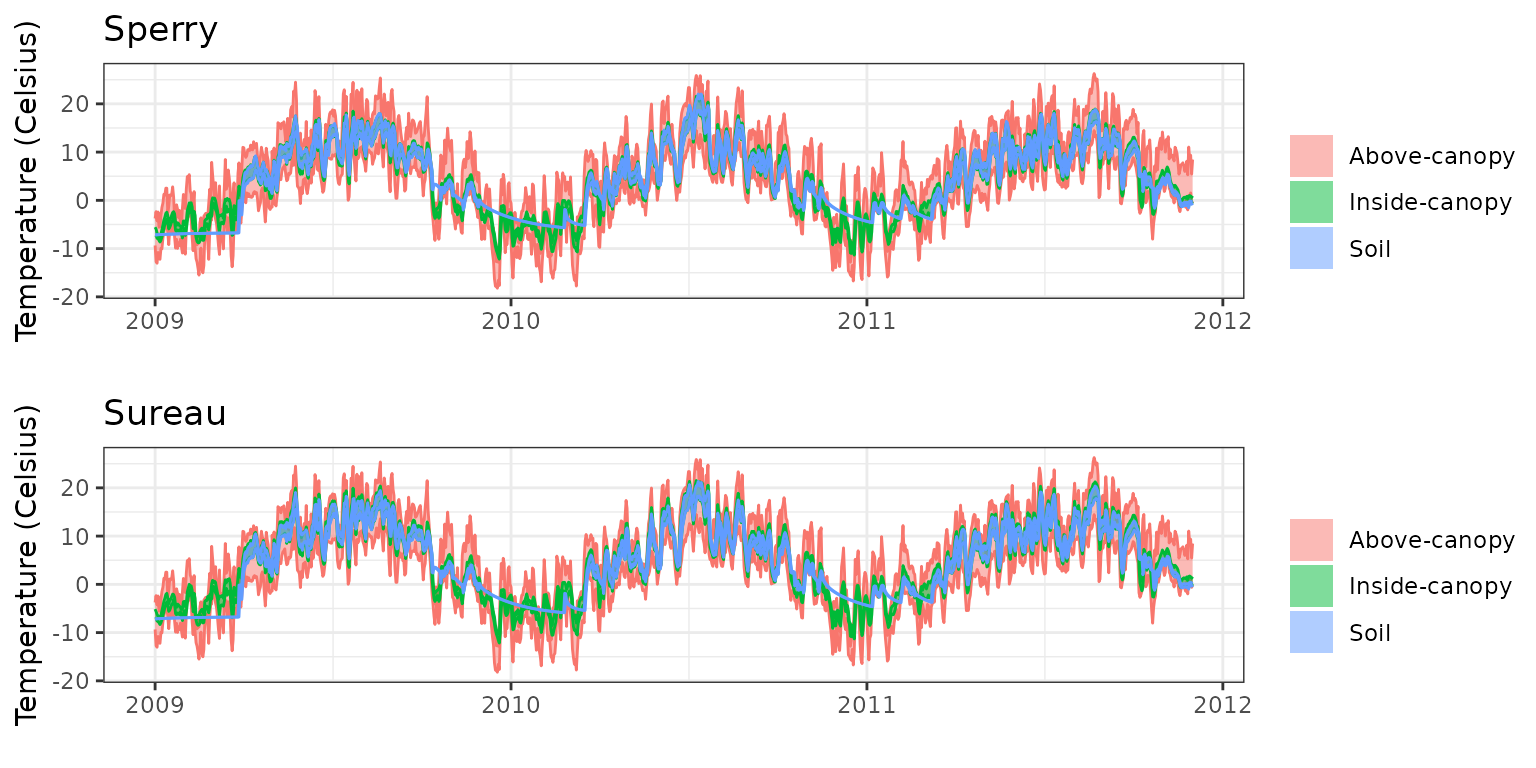 Sperry
Temperature (Celsius)
20
10
0
-10
-20
2009
2010
2011
2012
Above-canopy
Inside-canopy
Soil
Sureau
Temperature (Celsius)
20
10
0
-10
-20
2009
2010
2011
2012
Above-canopy
Inside-canopy
Soil